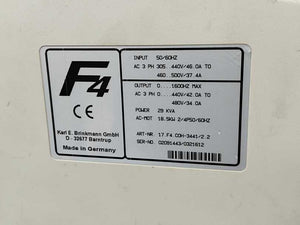 F4
CE
Karl E. Brinkmann GmbH
D - 32677 Barntrup
Made in Germany
INPUT 50/60HZ
AC 3 PH 305...440V/46.0A TO
460...500V/37.4A
OUTPUT 0....1600HZ MAX
AC 3 PH 0....440V/42.0A TO
480V/34.0A
POWER 29 KVA
AC-MOT 18.5KW 2/4P50/60HZ
ART-NR. 17.F4.C0H-3441/2.2
SERNO. 02091443/0321612